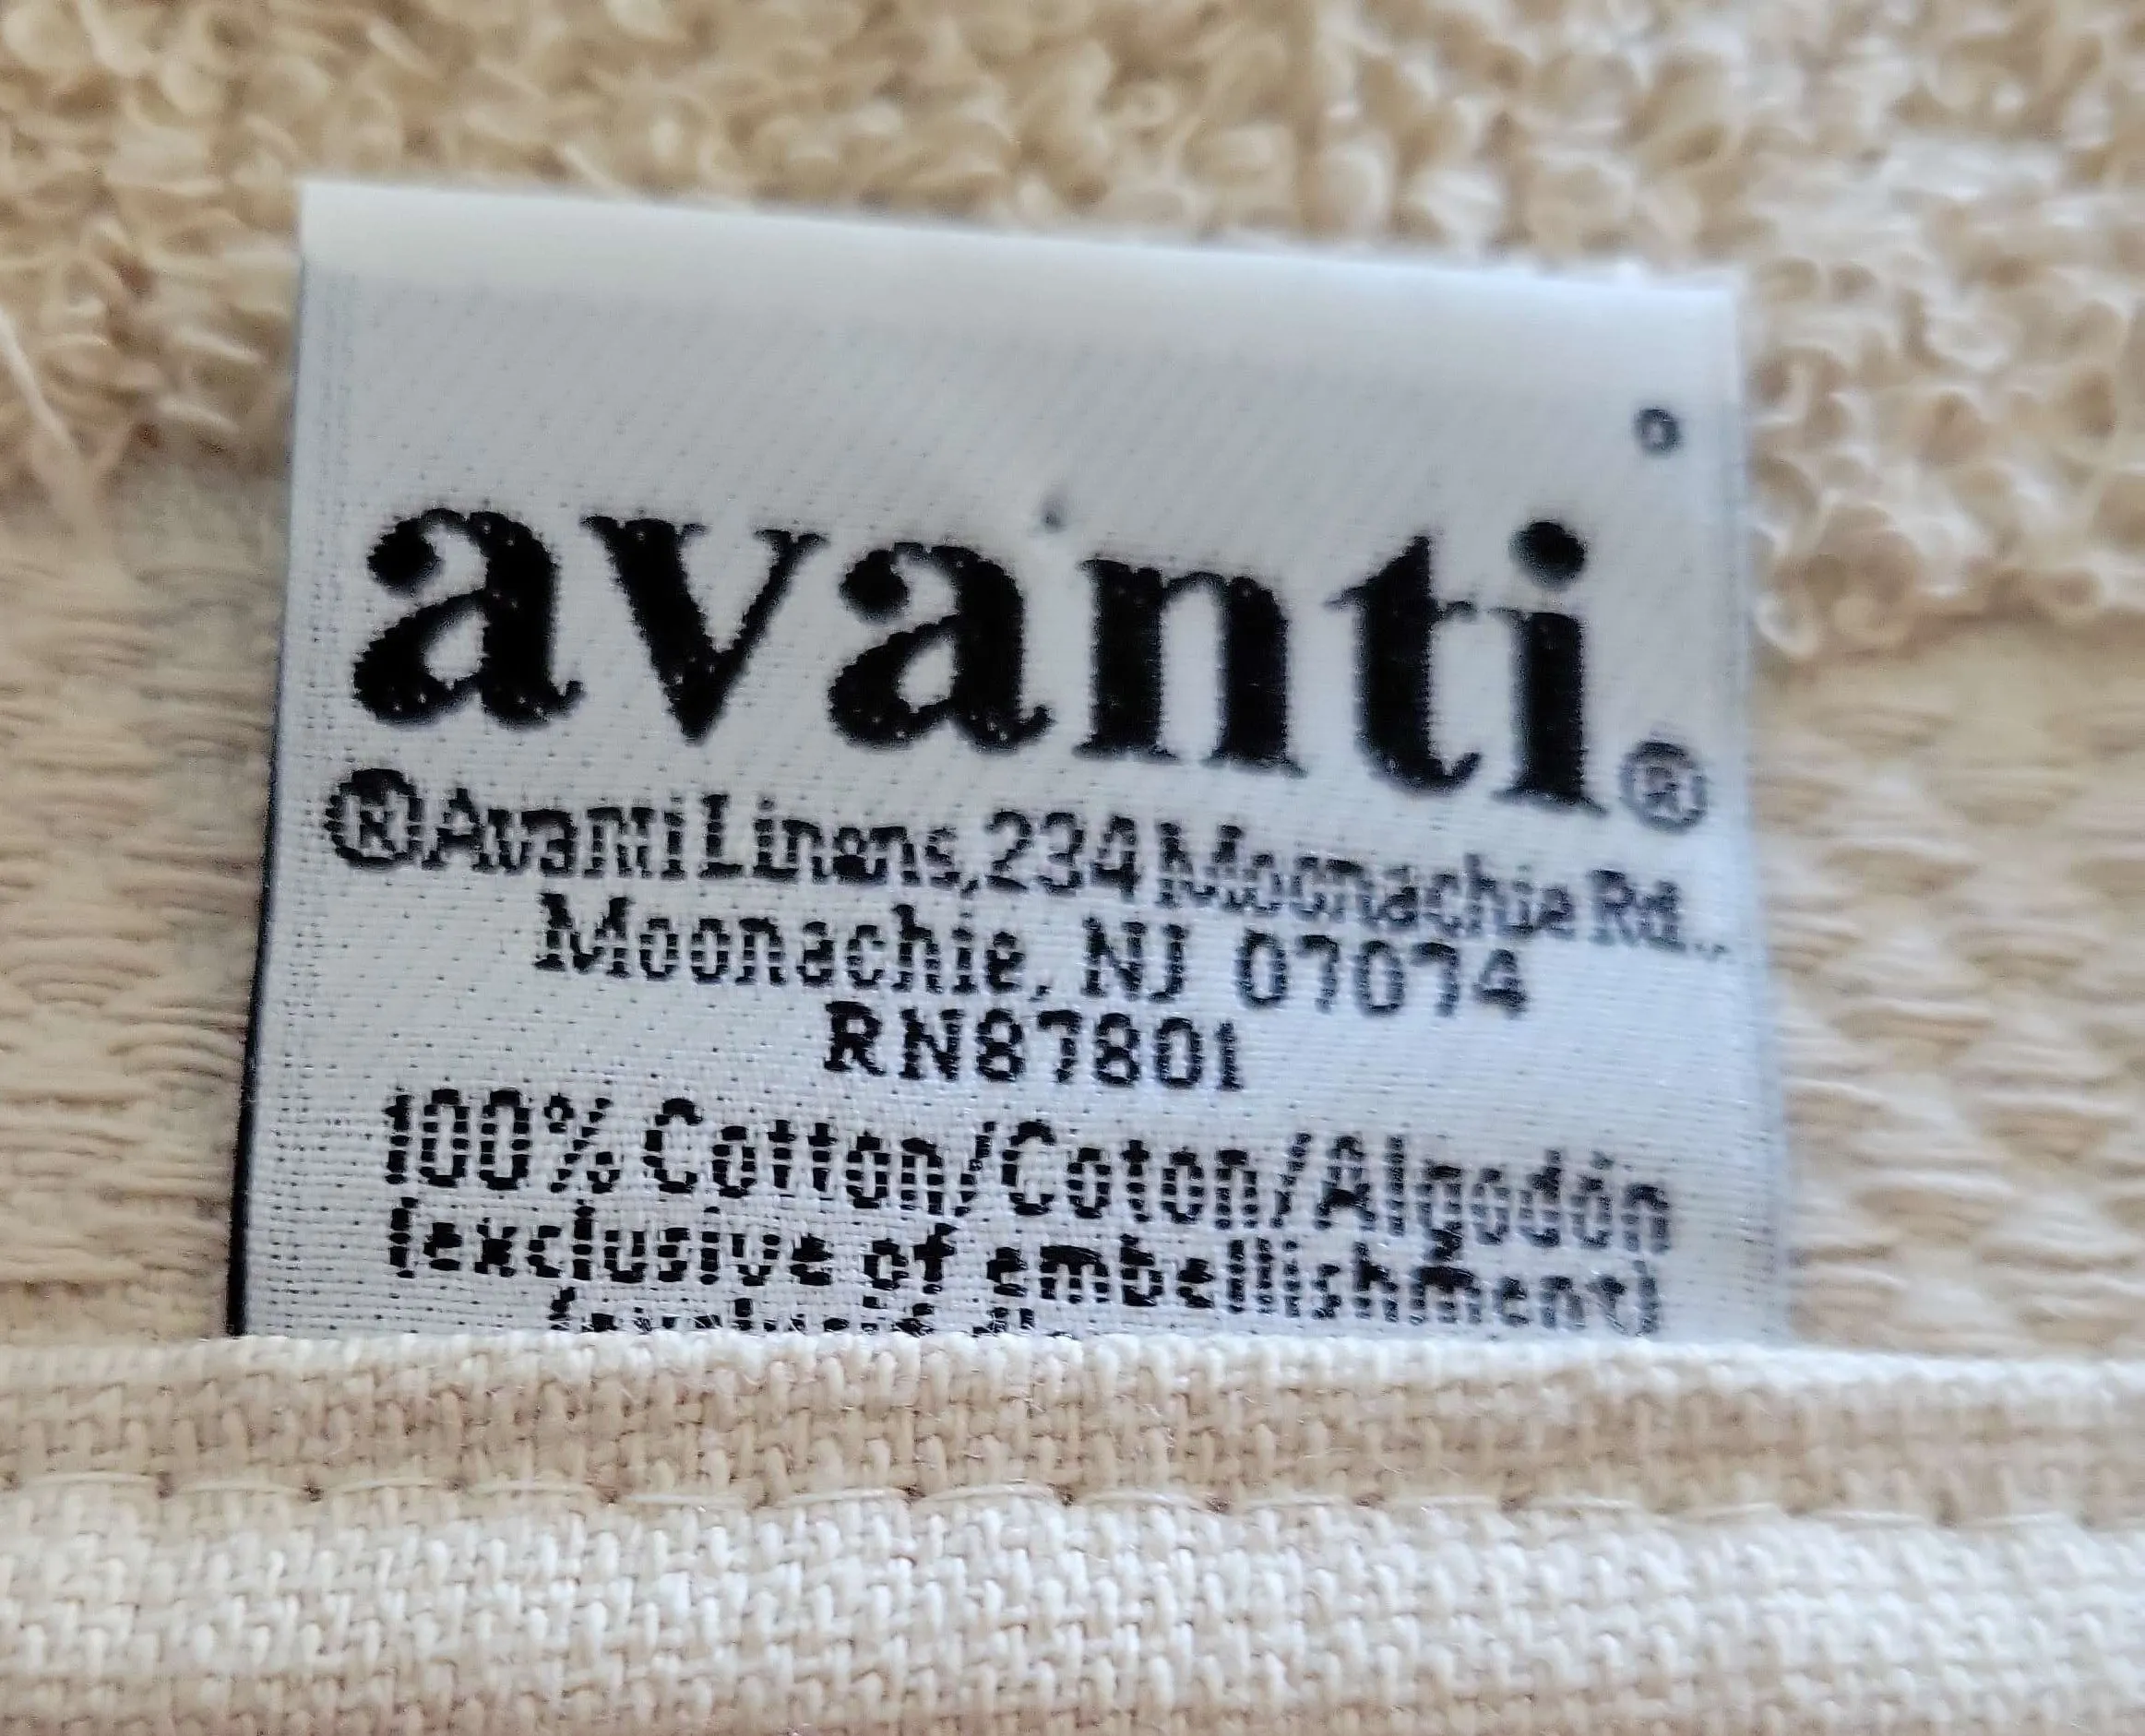 avanti®
®Avanti Linens,234 Moonachie Rd.,
Moonachie, NJ 07074
RN87801
100% Cotton/Coton/Algodón
(exclusive of embellishment)